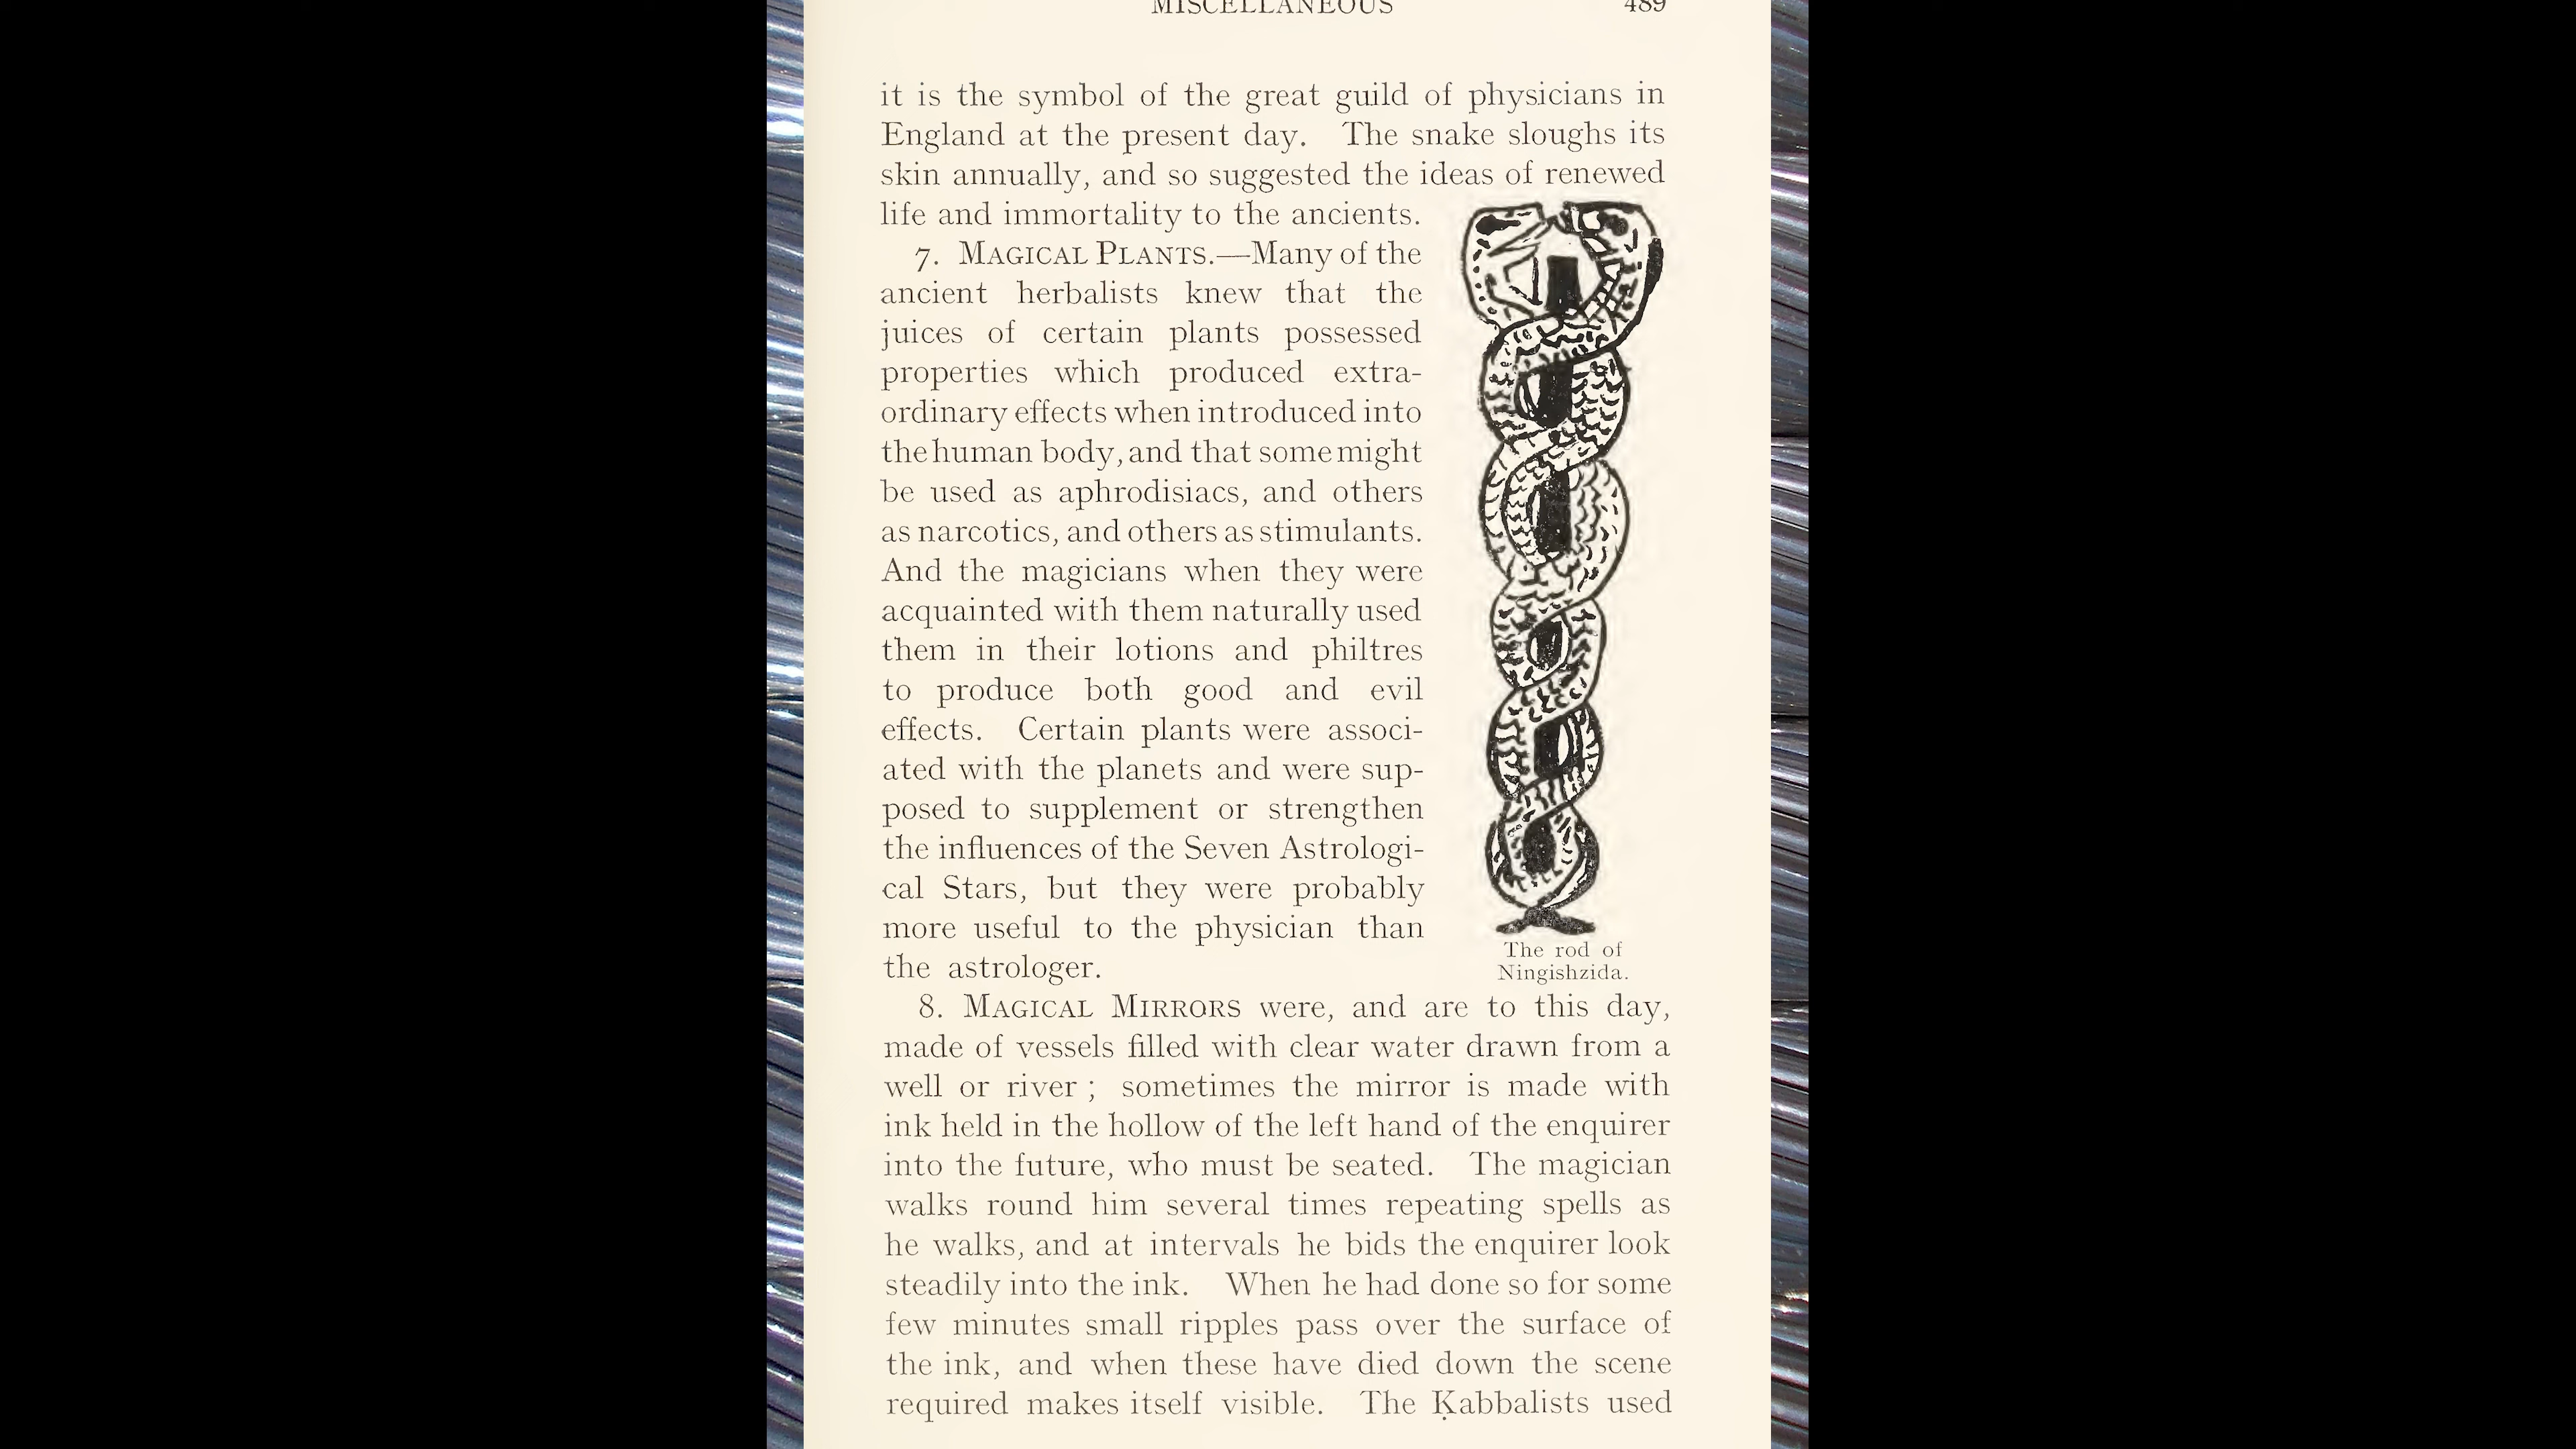 MISCELLANEOUS 489
it is the symbol of the great guild of physicians in
England at the present day. The snake sloughs its
skin annually, and so suggested the ideas of renewed
life and immortality to the ancients.
7. MAGICAL PLANTS.—Many of the
ancient herbalists knew that the
juices of certain plants possessed
properties which produced extra-
ordinary effects when introduced into
the human body, and that some might
be used as aphrodisiacs, and others
as narcotics, and others as stimulants.
And the magicians when they were
acquainted with them naturally used
them in their lotions and philtres
to produce both good and evil
effects. Certain plants were associ-
ated with the planets and were sup-
posed to supplement or strengthen
the influences of the Seven Astrologi-
cal Stars, but they were probably
more useful to the physician than
the astrologer.
The rod of
Ningishzida.
8. MAGICAL MIRRORS were, and are to this day,
made of vessels filled with clear water drawn from a
well or river ; sometimes the mirror is made with
ink held in the hollow of the left hand of the enquirer
into the future, who must be seated. The magician
walks round him several times repeating spells as
he walks, and at intervals he bids the enquirer look
steadily into the ink. When he had done so for some
few minutes small ripples pass over the surface of
the ink, and when these have died down the scene
required makes itself visible. The Ḳabbalists used